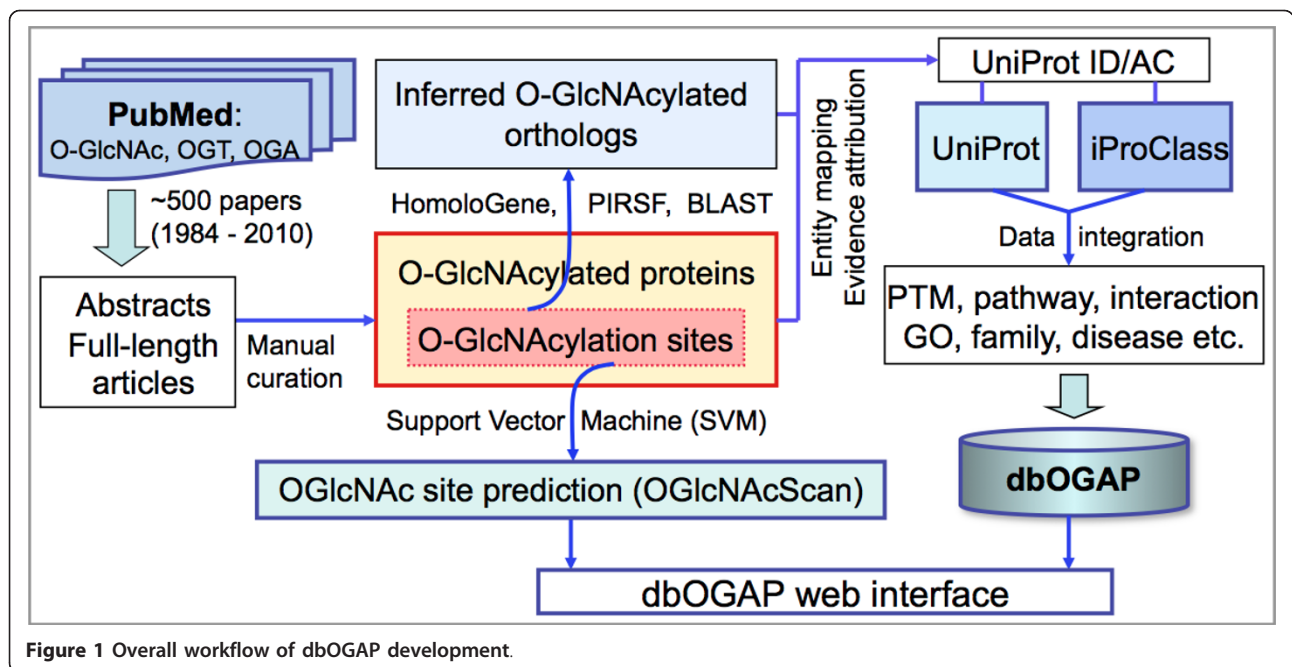 PubMed:
O-GlcNAc, OGT, OGA
~500 papers
(1984 - 2010)
Abstracts
Full-length
articles
Manual
curation
Inferred O-GlcNAcylated
orthologs
HomoloGene, PIRSF, BLAST
O-GlcNAcylated proteins
O-GlcNAcylation sites
Support Vector Machine (SVM)
OGlcNAc site prediction (OGlcNAcScan)
Entity mapping
Evidence attribution
UniProt ID/AC
UniProt
iProClass
Data integration
PTM, pathway, interaction
GO, family, disease etc.
dbOGAP
dbOGAP web interface
Figure 1 Overall workflow of dbOGAP development.